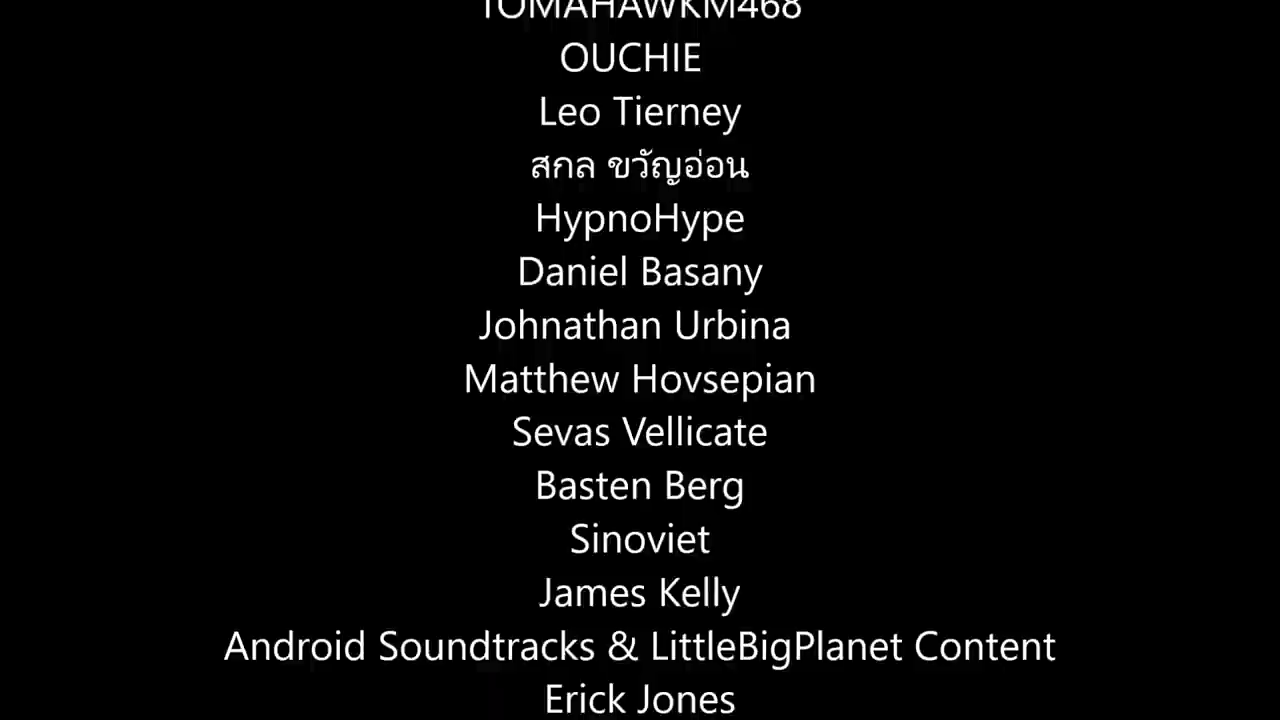 TOMAHAWKM468
OUCHIE
Leo Tierney
สกล ขวัญอ่อน
HypnoHype
Daniel Basany
Johnathan Urbina
Matthew Hovsepian
Sevas Vellicate
Basten Berg
Sinoviet
James Kelly
Android Soundtracks & LittleBigPlanet Content
Erick Jones